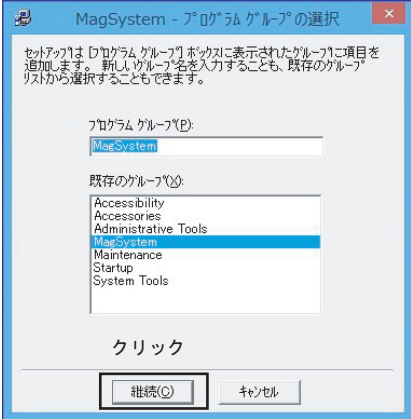 MagSystem - ﾌﾟﾛｸﾞﾗﾑ ｸﾞﾙｰﾌﾟの選択
ｾｯﾄｱｯﾌﾟは [ﾌﾟﾛｸﾞﾗﾑ ｸﾞﾙｰﾌﾟ] ﾎﾞｯｸｽに表示されたｸﾞﾙｰﾌﾟに項目を
追加します。 新しいｸﾞﾙｰﾌﾟ名を入力することも、既存のｸﾞﾙｰﾌﾟ
ﾘｽﾄから選択することもできます。
ﾌﾟﾛｸﾞﾗﾑ ｸﾞﾙｰﾌﾟ(P):
MagSystem
既存のｸﾞﾙｰﾌﾟ(X):
Accessibility
Accessories
Administrative Tools
MagSystem
Maintenance
Startup
System Tools
クリック
継続(C)
ｷｬﾝｾﾙ